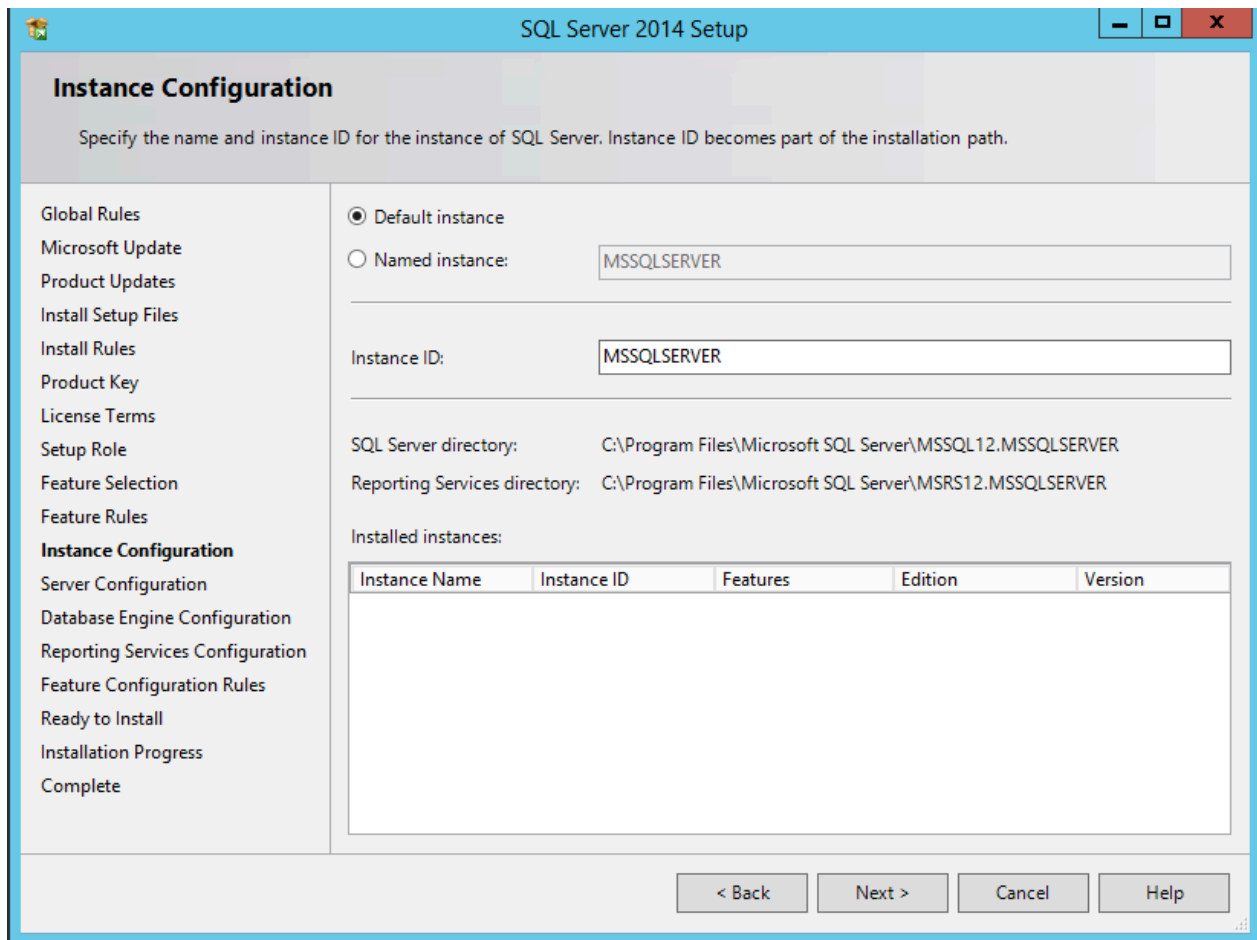 SQL Server 2014 Setup
Instance Configuration
Specify the name and instance ID for the instance of SQL Server. Instance ID becomes part of the installation path.
Global Rules
Microsoft Update
Product Updates
Install Setup Files
Install Rules
Product Key
License Terms
Setup Role
Feature Selection
Feature Rules
Instance Configuration
Server Configuration
Database Engine Configuration
Reporting Services Configuration
Feature Configuration Rules
Ready to Install
Installation Progress
Complete
Default instance
Named instance: MSSQLSERVER
Instance ID: MSSQLSERVER
SQL Server directory: C:\Program Files\Microsoft SQL Server\MSSQL12.MSSQLSERVER
Reporting Services directory: C:\Program Files\Microsoft SQL Server\MSRS12.MSSQLSERVER
Installed instances:
Instance Name Instance ID Features Edition Version
< Back Next > Cancel Help